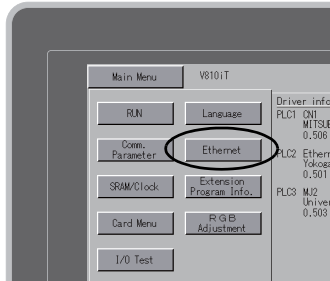 Main Menu
V810iT
RUN
Language
Comm.
Parameter
Ethernet
SRAM/Clock
Extension
Program Info.
Card Menu
RGB
Adjustment
I/O Test
Driver info
PLC1 CN1
MITSUB
0.506
PLC2 Ethern
Yokoga
0.501
PLC3 MJ2
Univer
0.503